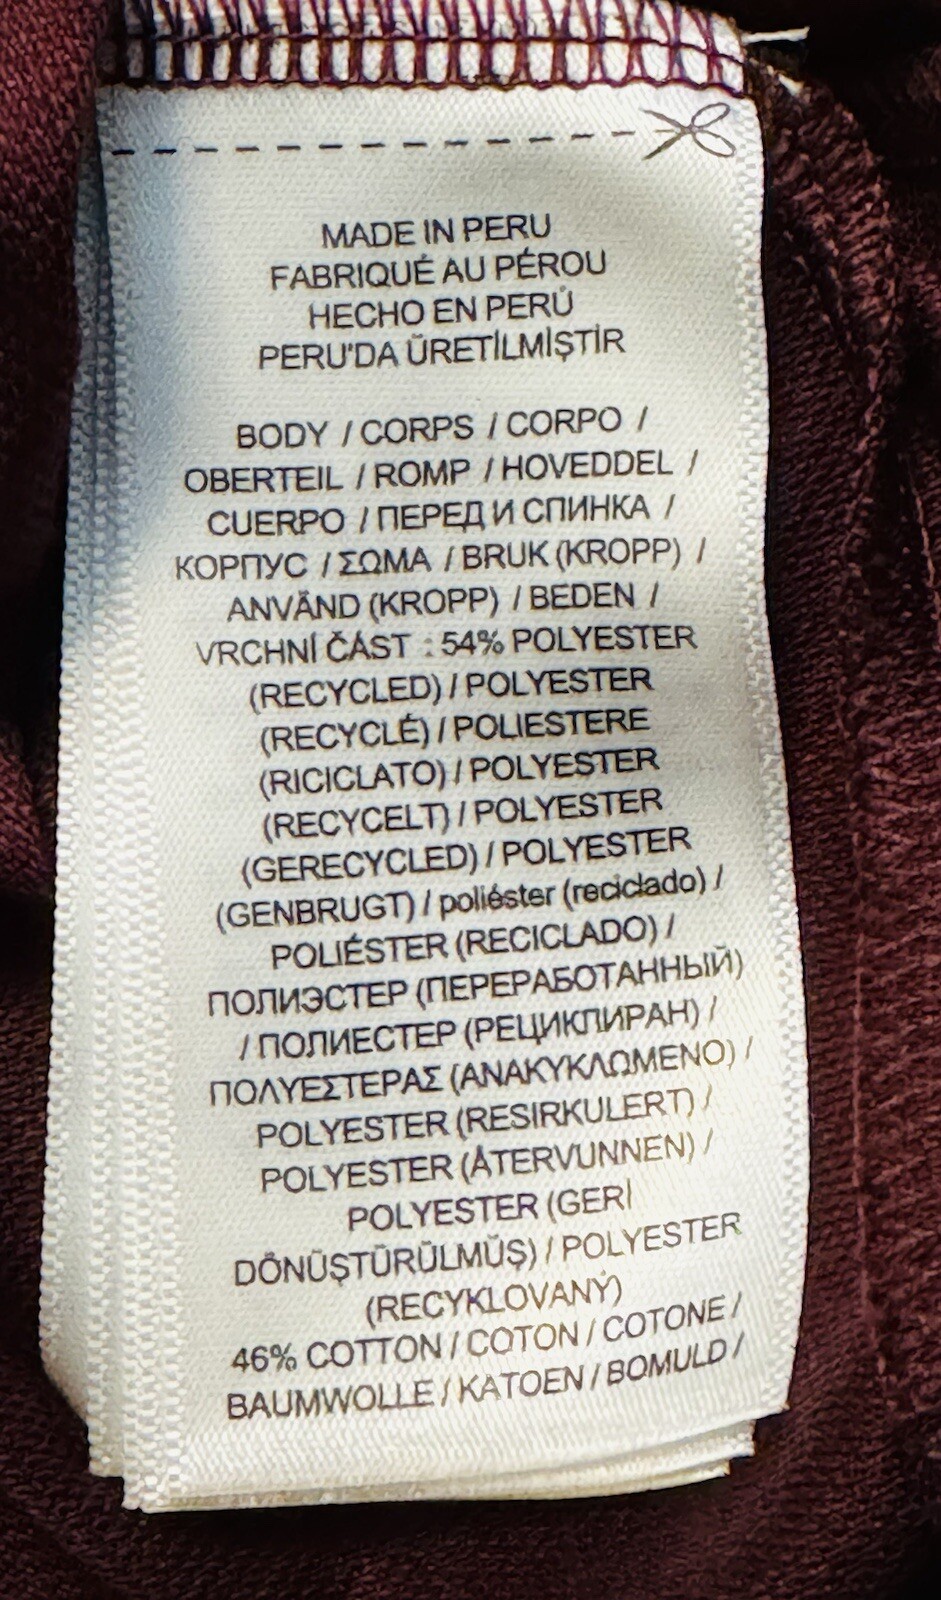 MADE IN PERU
FABRIQUÉ AU PÉROU
HECHO EN PERÚ
PERU'DA ÜRETİLMİŞTİR
BODY / CORPS / CORPO /
OBERTEIL / ROMP / HOVEDDEL /
CUERPO / ПЕРЕД И СПИНКА /
КОРПУС / ΣΩΜΑ / BRUK (KROPP) /
ANVÄND (KROPP) / BEDEN /
VRCHNÍ ČÁST : 54% POLYESTER
(RECYCLED) / POLYESTER
(RECYCLÉ) / POLIESTERE
(RICICLATO) / POLYESTER
(RECYCELT) / POLYESTER
(GERECYCLED) / POLYESTER
(GENBRUGT) / poliéster (reciclado) /
POLIÉSTER (RECICLADO) /
ПОЛИЭСТЕР (ПЕРЕРАБОТАННЫЙ)
/ ПОЛИЕСТЕР (РЕЦИКЛИРАН) /
ΠΟΛΥΕΣΤΕΡΑΣ (ΑΝΑΚΥΚΛΩΜΕΝΟ) /
POLYESTER (RESIRKULERT) /
POLYESTER (ÅTERVUNNEN) /
POLYESTER (GERİ
DÖNÜŞTÜRÜLMÜŞ) / POLYESTER
(RECYKLOVANÝ)
46% COTTON / COTON / COTONE /
BAUMWOLLE / KATOEN / BOMULD /